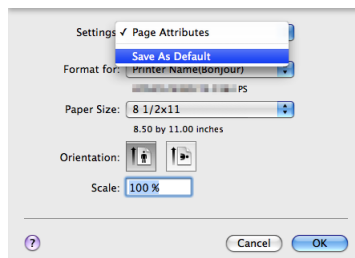 Settings ✓ Page Attributes
Save As Default
Format for: Printer Name(Bonjour)
PS
Paper Size: 8 1/2x11
8.50 by 11.00 inches
Orientation:
Scale: 100 %
? Cancel OK